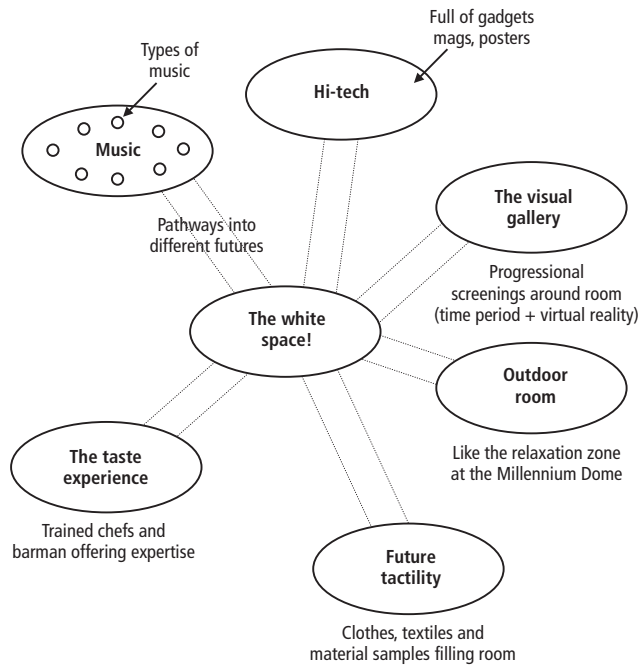 Full of gadgets
mags, posters
Types of
music
Hi-tech
Music
The visual
gallery
Pathways into
different futures
Progressional
screenings around room
(time period + virtual reality)
The white
space!
Outdoor
room
Like the relaxation zone
at the Millennium Dome
The taste
experience
Trained chefs and
barman offering expertise
Future
tactility
Clothes, textiles and
material samples filling room